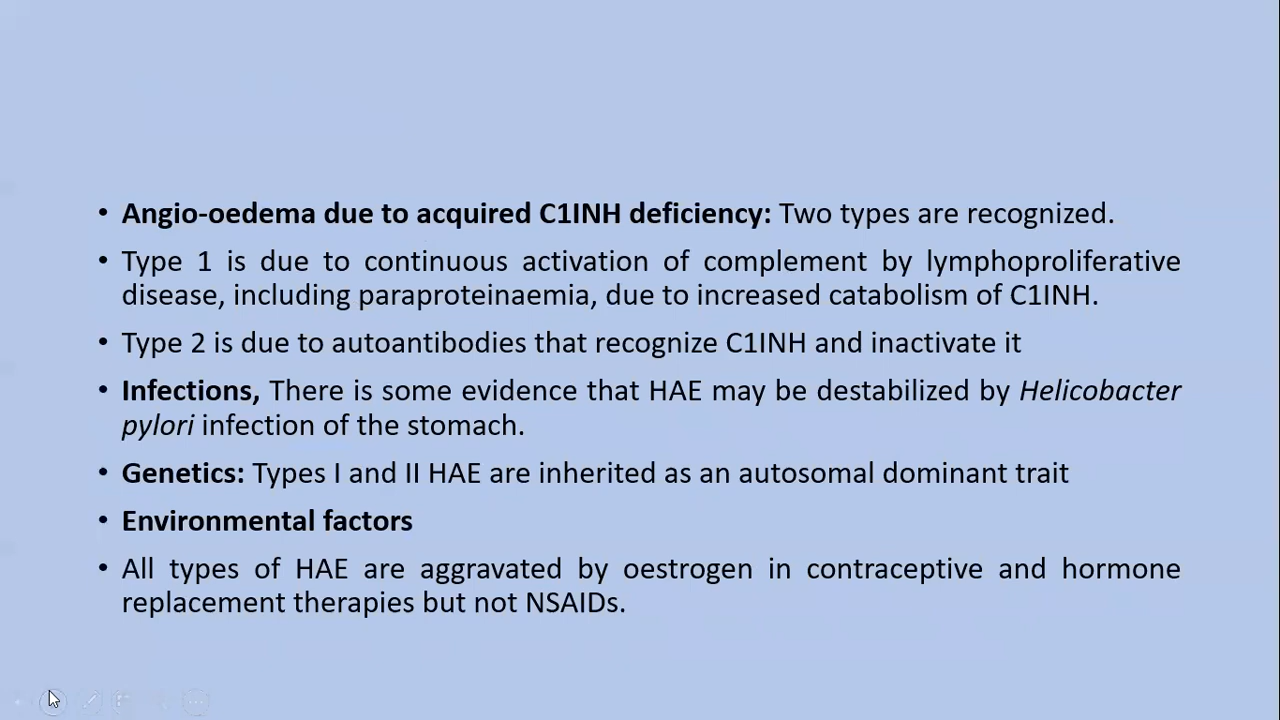 • Angio-oedema due to acquired C1INH deficiency: Two types are recognized.
• Type 1 is due to continuous activation of complement by lymphoproliferative
disease, including paraproteinaemia, due to increased catabolism of C1INH.
• Type 2 is due to autoantibodies that recognize C1INH and inactivate it
• Infections, There is some evidence that HAE may be destabilized by Helicobacter
pylori infection of the stomach.
• Genetics: Types I and II HAE are inherited as an autosomal dominant trait
• Environmental factors
• All types of HAE are aggravated by oestrogen in contraceptive and hormone
replacement therapies but not NSAIDs.